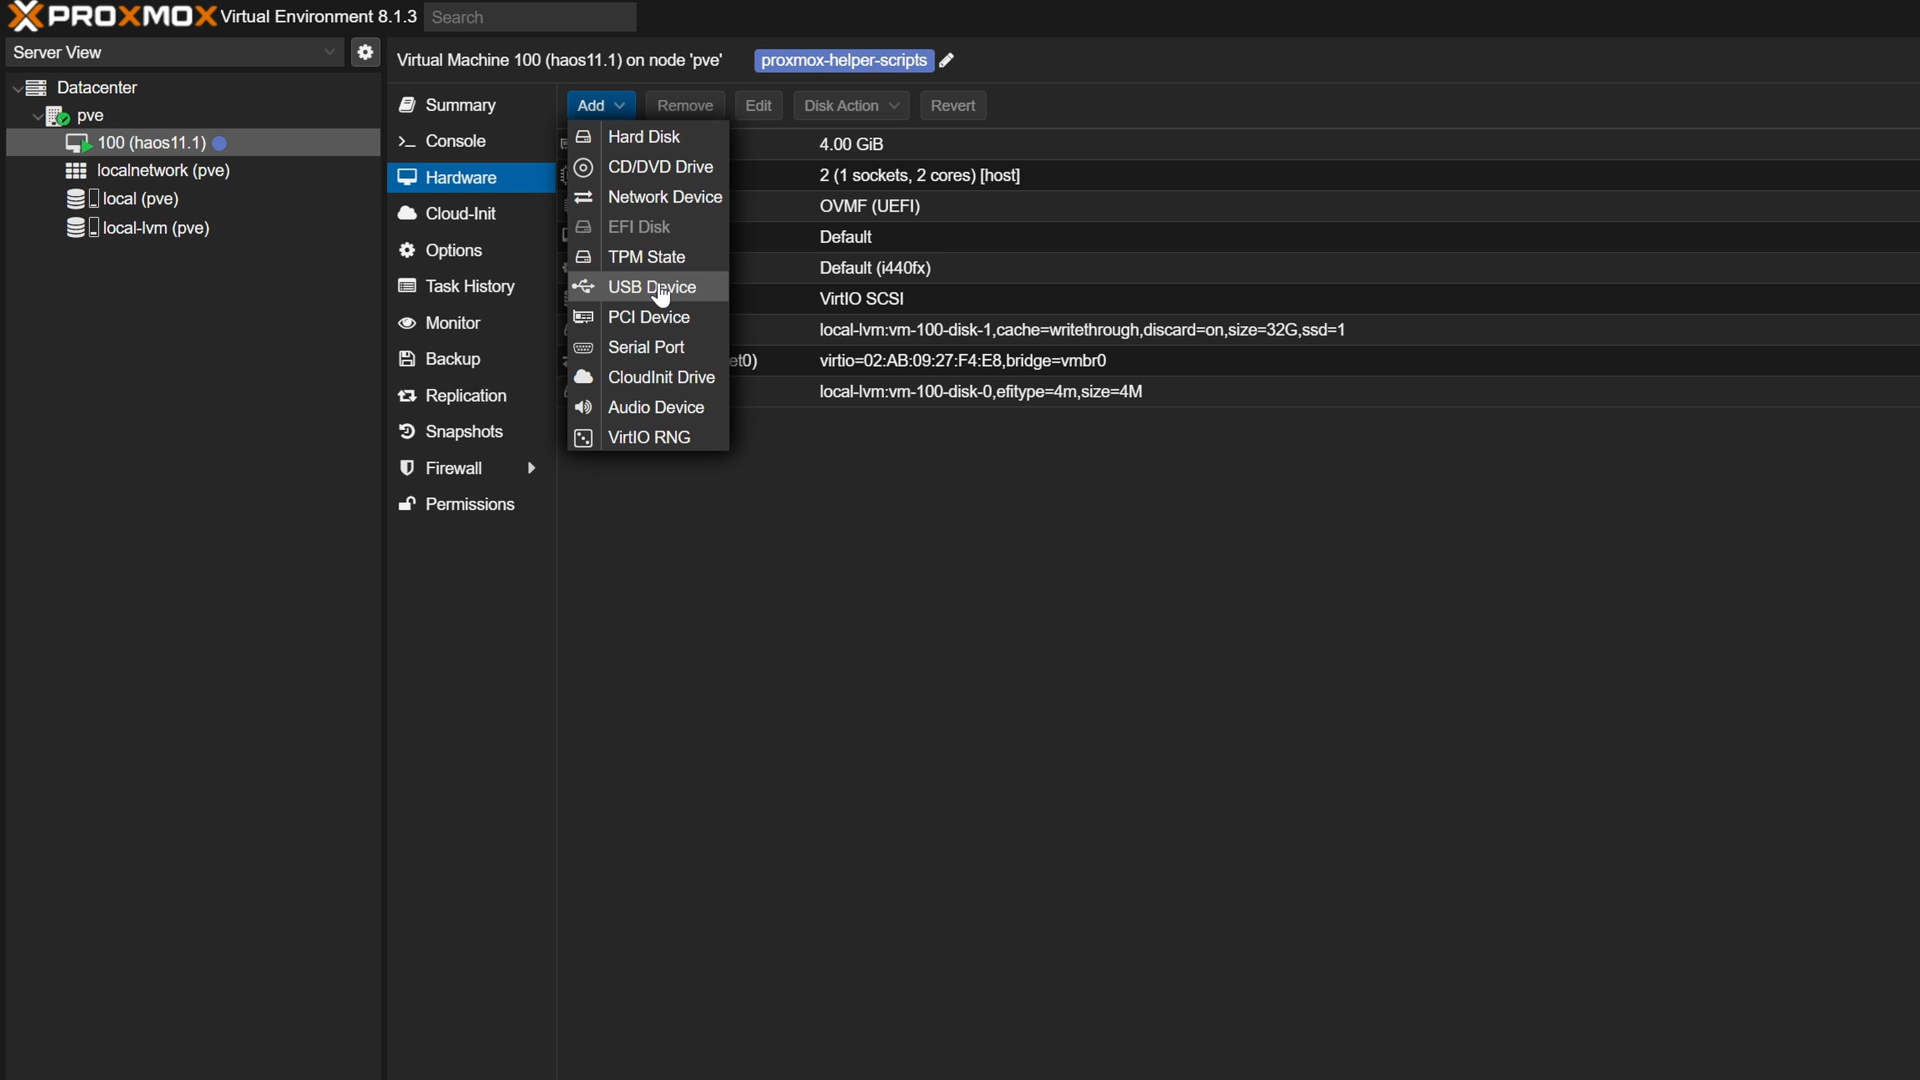 PROXMOX Virtual Environment 8.1.3 Search
Server View
Virtual Machine 100 (haos11.1) on node 'pve' proxmox-helper-scripts
Datacenter
pve
100 (haos11.1)
localnetwork (pve)
local (pve)
local-lvm (pve)
Summary
Console
Hardware
Cloud-Init
Options
Task History
Monitor
Backup
Replication
Snapshots
Firewall
Permissions
Add Remove Edit Disk Action Revert
Hard Disk
CD/DVD Drive
Network Device
EFI Disk
TPM State
USB Device
PCI Device
Serial Port
CloudInit Drive
Audio Device
VirtIO RNG
4.00 GiB
2 (1 sockets, 2 cores) [host]
OVMF (UEFI)
Default
Default (i440fx)
VirtIO SCSI
local-lvm:vm-100-disk-1,cache=writethrough,discard=on,size=32G,ssd=1
et0) virtio=02:AB:09:27:F4:E8,bridge=vmbr0
local-lvm:vm-100-disk-0,efitype=4m,size=4M